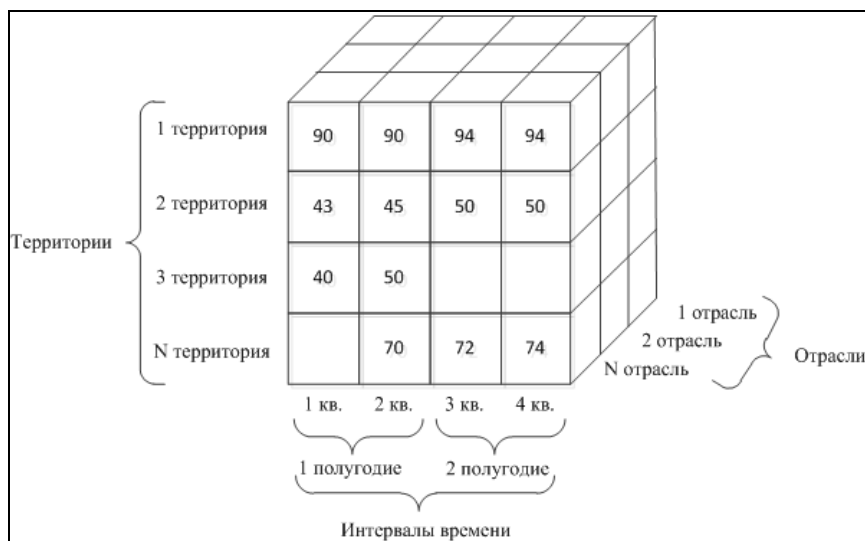 1 территория 90 90 94 94
2 территория 43 45 50 50
Территории
3 территория 40 50
1 отрасль
2 отрасль
Отрасли
N территория 70 72 74
N отрасль
1 кв. 2 кв. 3 кв. 4 кв.
1 полугодие 2 полугодие
Интервалы времени